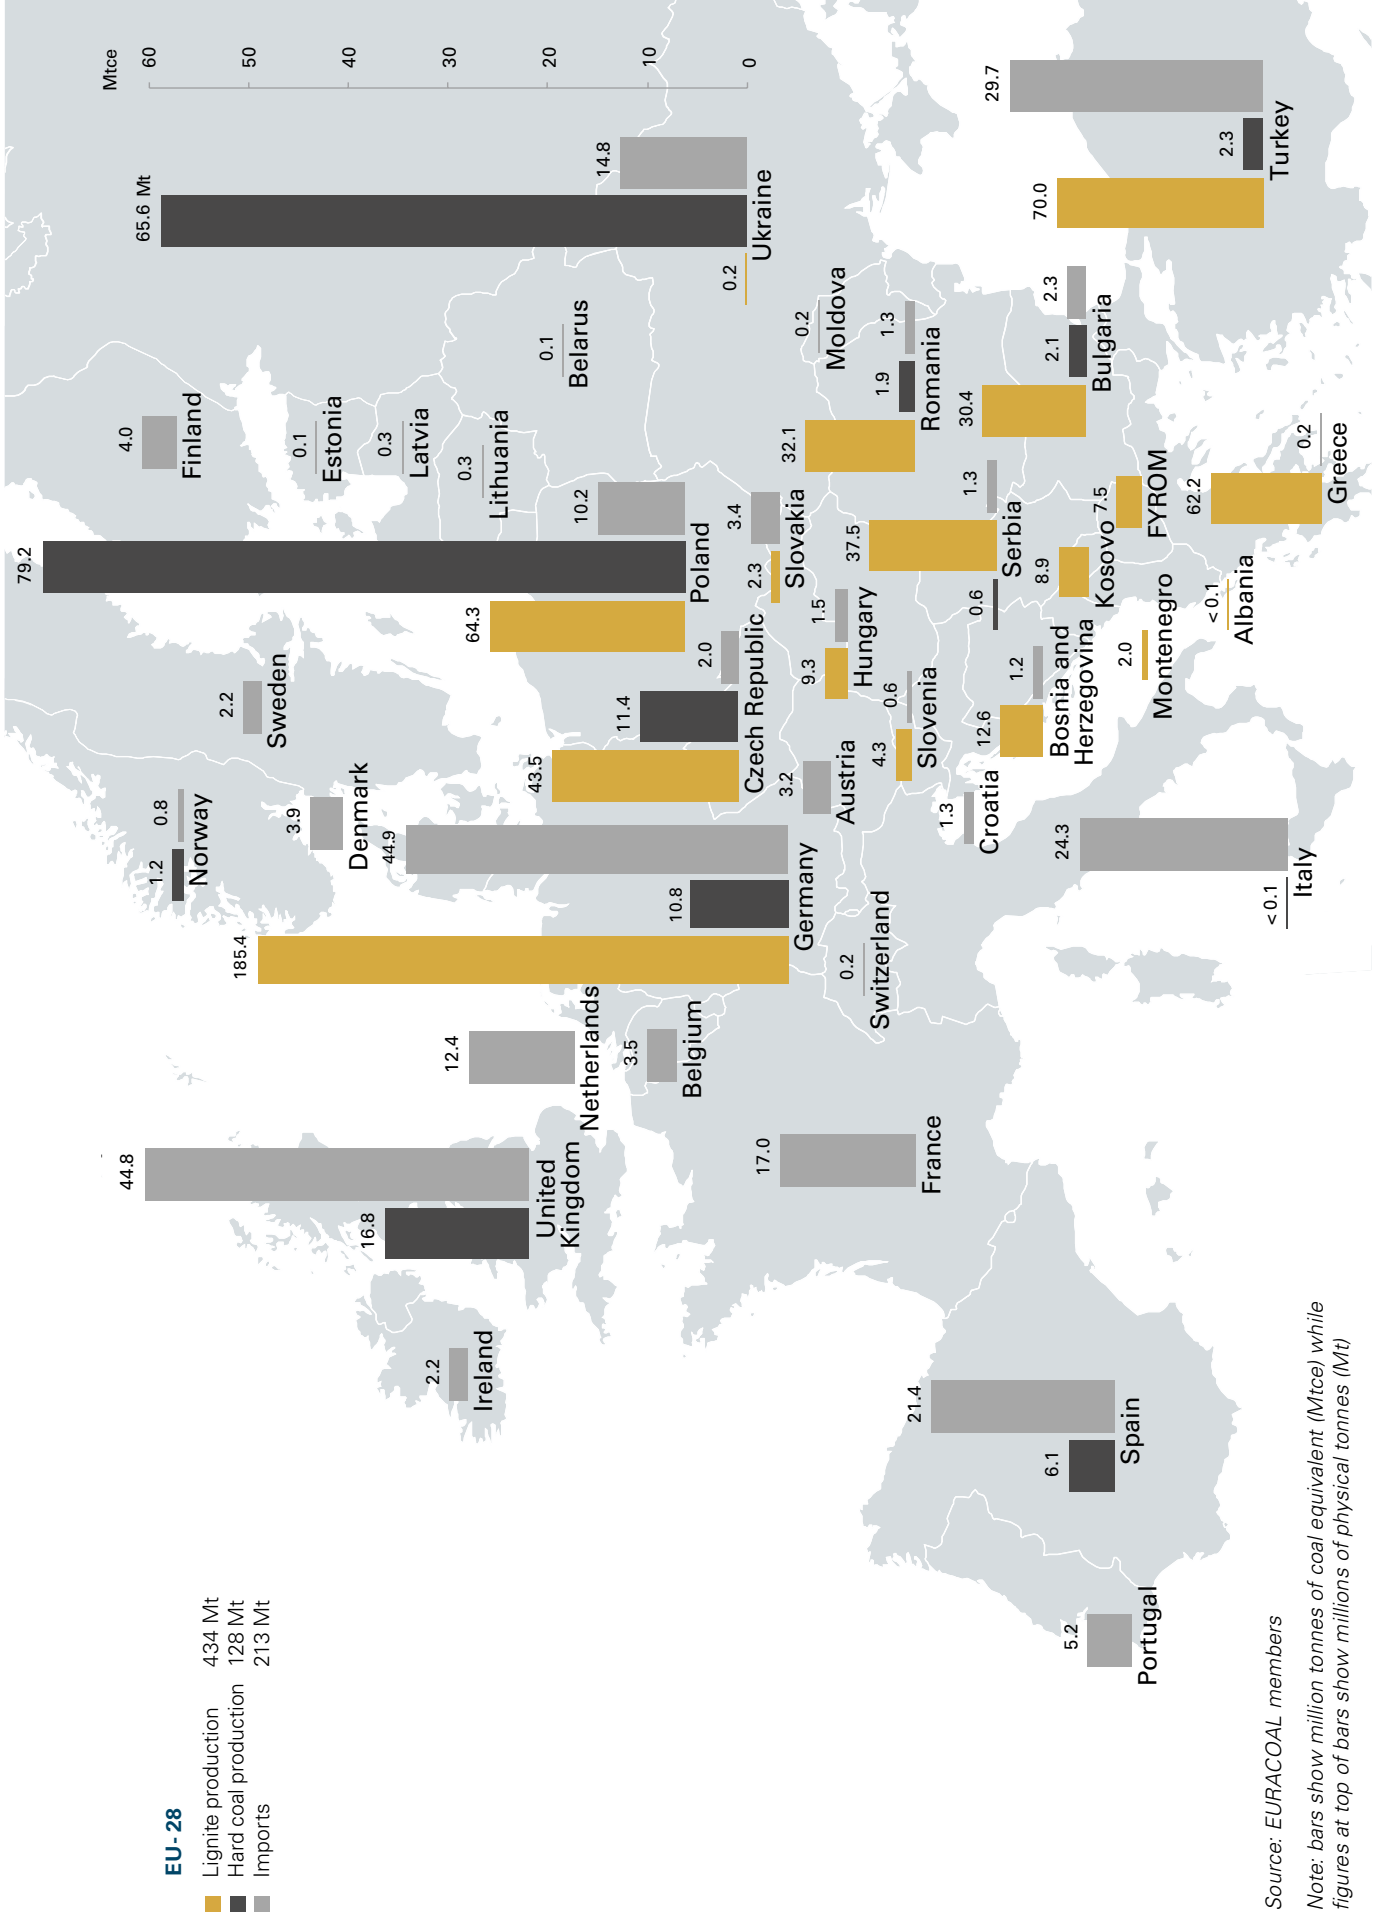 EU-28
Lignite production 434 Mt
Hard coal production 128 Mt
Imports 213 Mt
Mtce
60
50
40
30
20
10
0
4.0
Finland
1.2
0.8
Norway
2.2
Sweden
0.1
Estonia
0.3
Latvia
0.3
Lithuania
3.9
Denmark
0.1
Belarus
2.2
Ireland
16.8
44.8
United
Kingdom
12.4
Netherlands
3.5
Belgium
185.4
10.8
44.9
Germany
43.5
11.4
2.0
Czech Republic
64.3
79.2
10.2
Poland
0.2
65.6 Mt
14.8
Ukraine
17.0
France
0.2
Switzerland
3.2
Austria
2.3
3.4
Slovakia
9.3
1.5
Hungary
4.3
0.6
Slovenia
0.2
Moldova
32.1
1.9
1.3
Romania
1.3
Croatia
12.6
1.2
Bosnia and
Herzegovina
0.6
37.5
1.3
Serbia
8.9
Kosovo
2.0
Montenegro
7.5
FYROM
30.4
2.1
2.3
Bulgaria
< 0.1
Albania
62.2
0.2
Greece
70.0
2.3
29.7
Turkey
5.2
Portugal
6.1
21.4
Spain
< 0.1
24.3
Italy
Source: EURACOAL members
Note: bars show million tonnes of coal equivalent (Mtce) while
figures at top of bars show millions of physical tonnes (Mt)